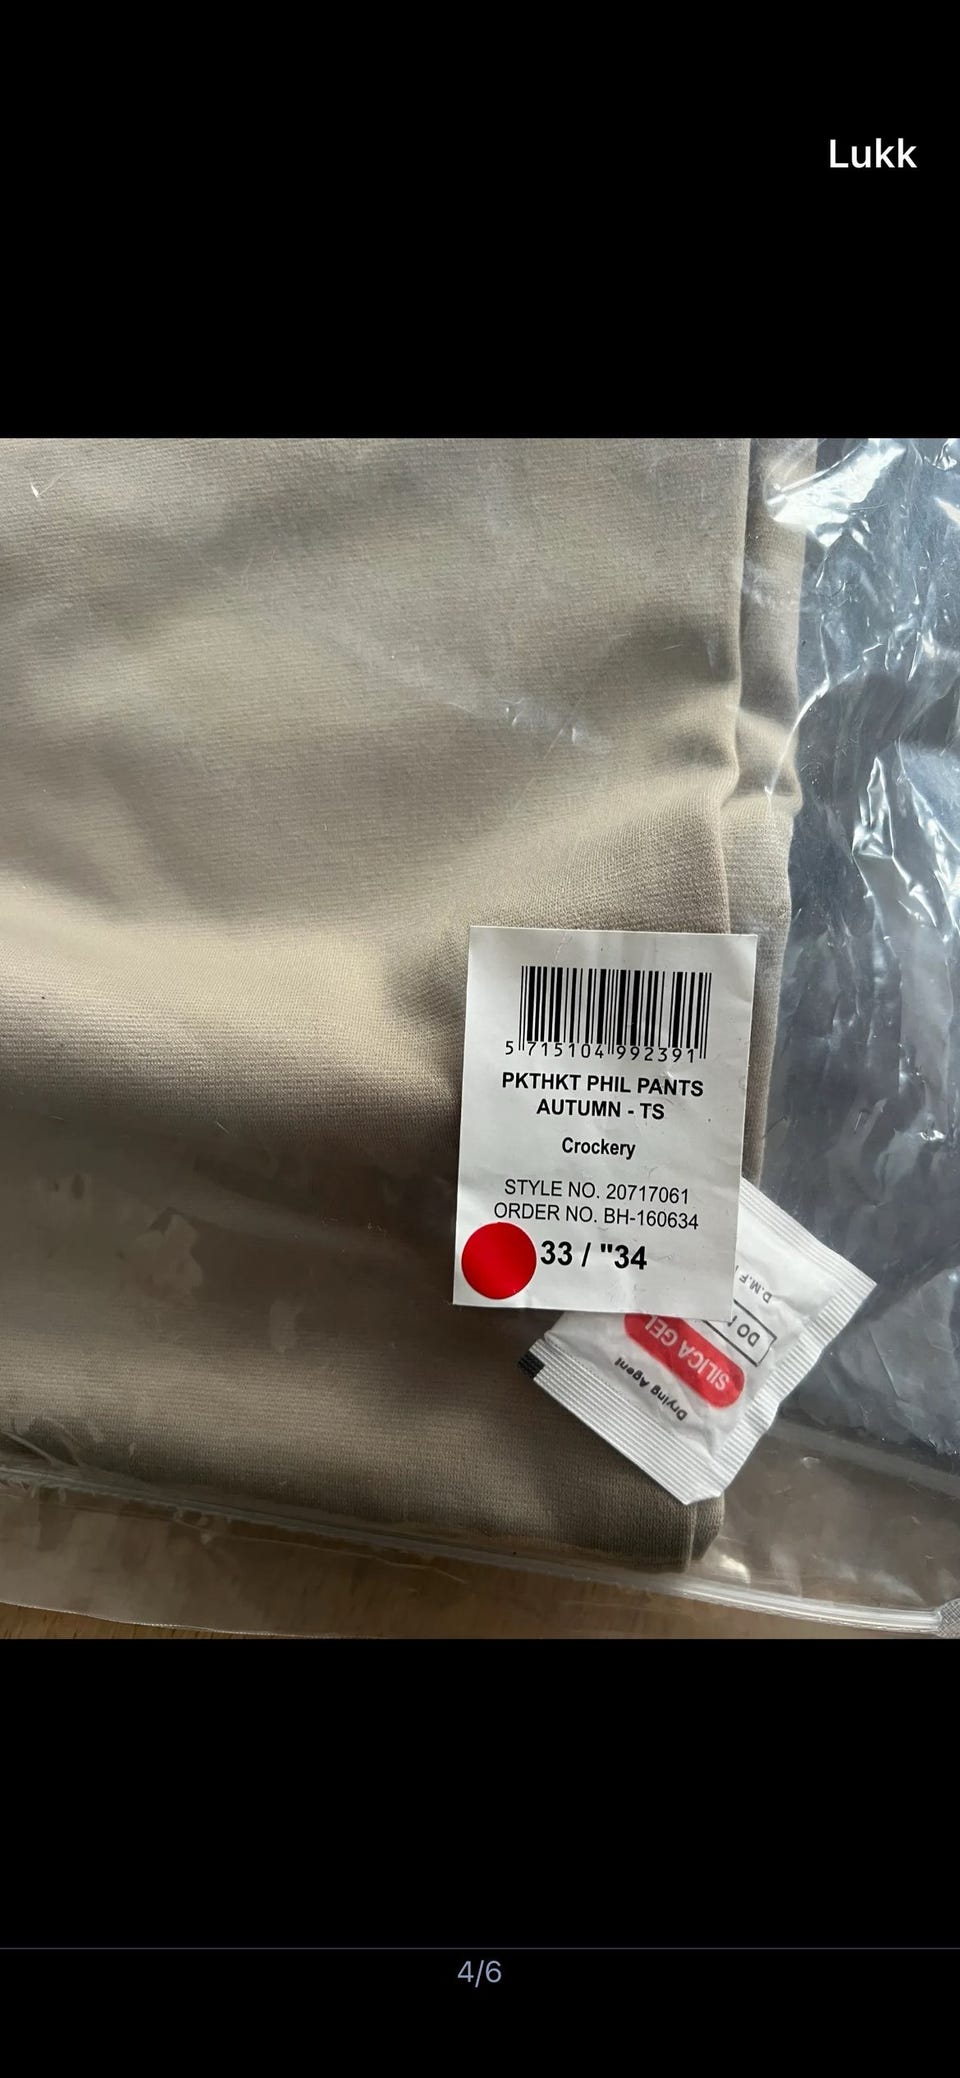 Lukk
5 715104 992391
PKTHKT PHIL PANTS
AUTUMN - TS
Crockery
STYLE NO. 20717061
ORDER NO. BH-160634
33 / "34
D.M.F.
DO
SILICA GEL
Drying Agent
4/6